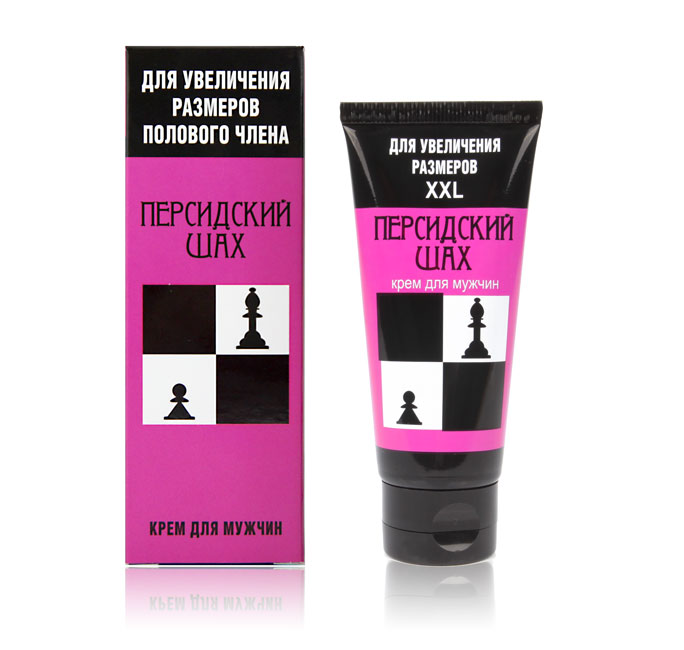 ДЛЯ УВЕЛИЧЕНИЯ
РАЗМЕРОВ
ПОЛОВОГО ЧЛЕНА
ПЕРСИДСКИЙ
ШАХ
КРЕМ ДЛЯ МУЖЧИН
ДЛЯ УВЕЛИЧЕНИЯ
РАЗМЕРОВ
XXL
ПЕРСИДСКИЙ
ШАХ
крем для мужчин